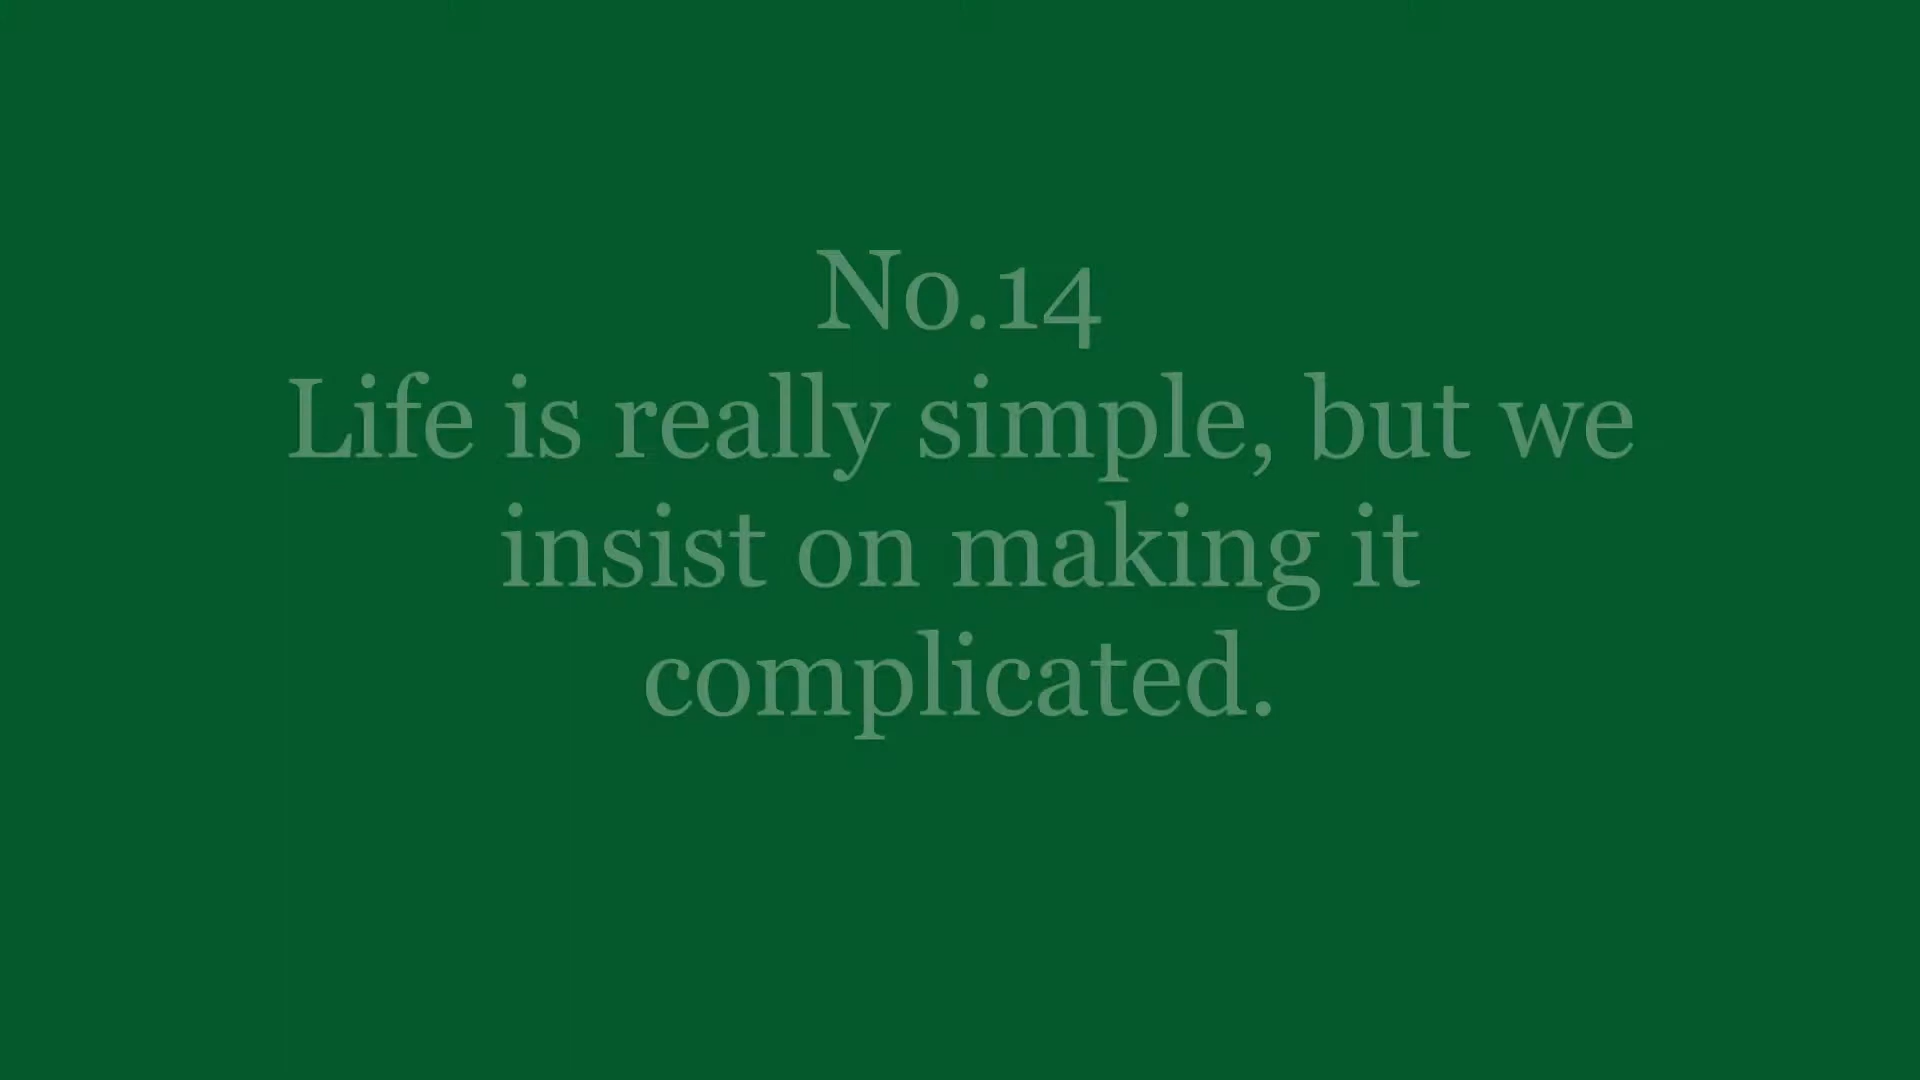 No.14
Life is really simple, but we
insist on making it
complicated.